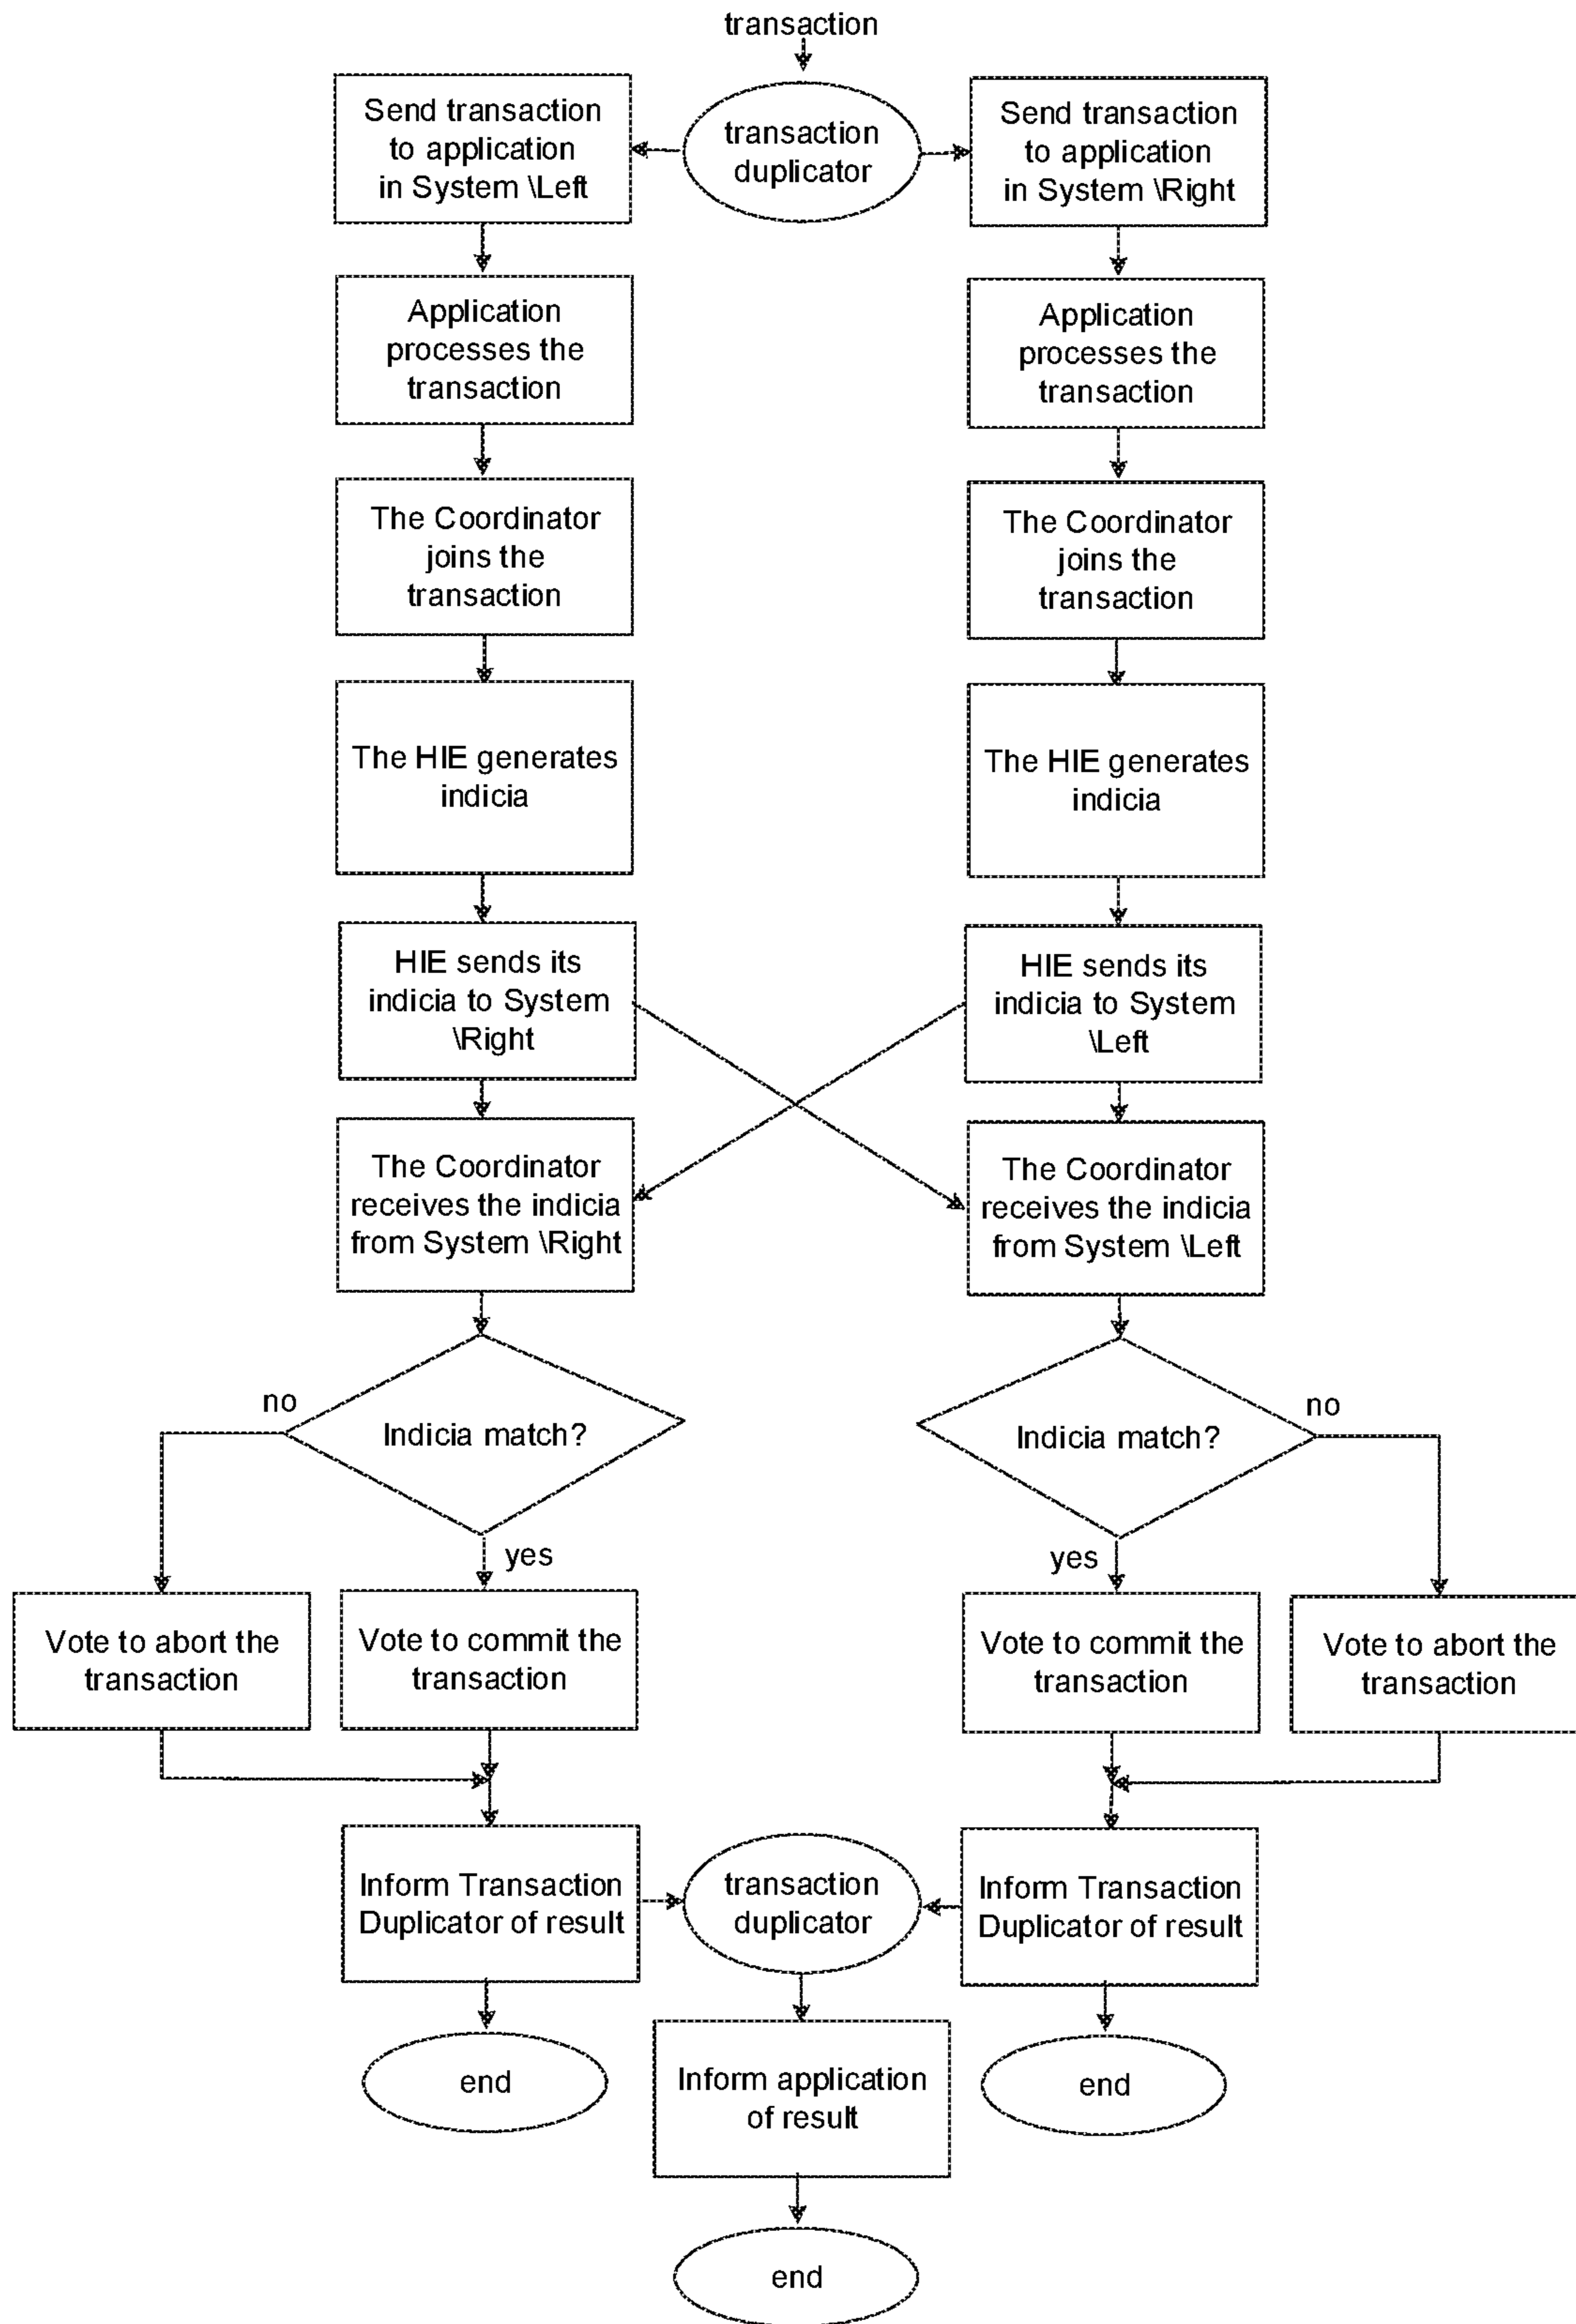 transaction
Send transaction
to application
in System \Left
transaction
duplicator
Send transaction
to application
in System \Right
Application
processes the
transaction
Application
processes the
transaction
The Coordinator
joins the
transaction
The Coordinator
joins the
transaction
The HIE generates
indicia
The HIE generates
indicia
HIE sends its
indicia to System
\Right
HIE sends its
indicia to System
\Left
The Coordinator
receives the indicia
from System \Right
The Coordinator
receives the indicia
from System \Left
no
Indicia match?
yes
Indicia match?
no
yes
Vote to abort the
transaction
Vote to commit the
transaction
Vote to commit the
transaction
Vote to abort the
transaction
Inform Transaction
Duplicator of result
transaction
duplicator
Inform Transaction
Duplicator of result
end
Inform application
of result
end
end